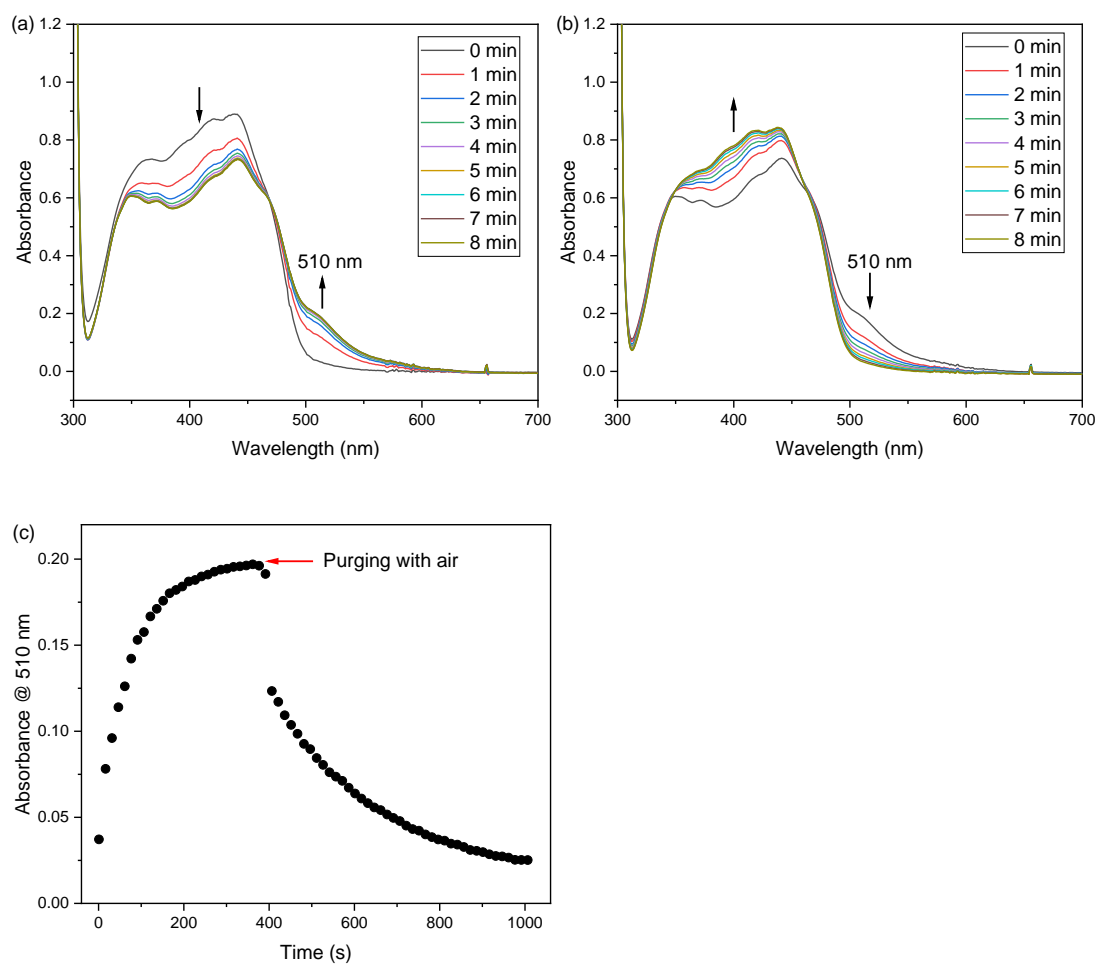 (a)
1.2
1.0
0.8
0.6
0.4
0.2
0.0
Absorbance
300
400
500
600
700
Wavelength (nm)
510 nm
0 min
1 min
2 min
3 min
4 min
5 min
6 min
7 min
8 min
(b)
1.2
1.0
0.8
0.6
0.4
0.2
0.0
Absorbance
300
400
500
600
700
Wavelength (nm)
510 nm
0 min
1 min
2 min
3 min
4 min
5 min
6 min
7 min
8 min
(c)
0.20
0.15
0.10
0.05
0.00
Absorbance @ 510 nm
0
200
400
600
800
1000
Time (s)
Purging with air